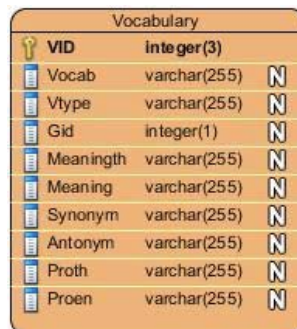 Vocabulary
VID integer(3)
Vocab varchar(255) N
Vtype varchar(255) N
Gid integer(1) N
Meaningth varchar(255) N
Meaning varchar(255) N
Synonym varchar(255) N
Antonym varchar(255) N
Proth varchar(255) N
Proen varchar(255) N